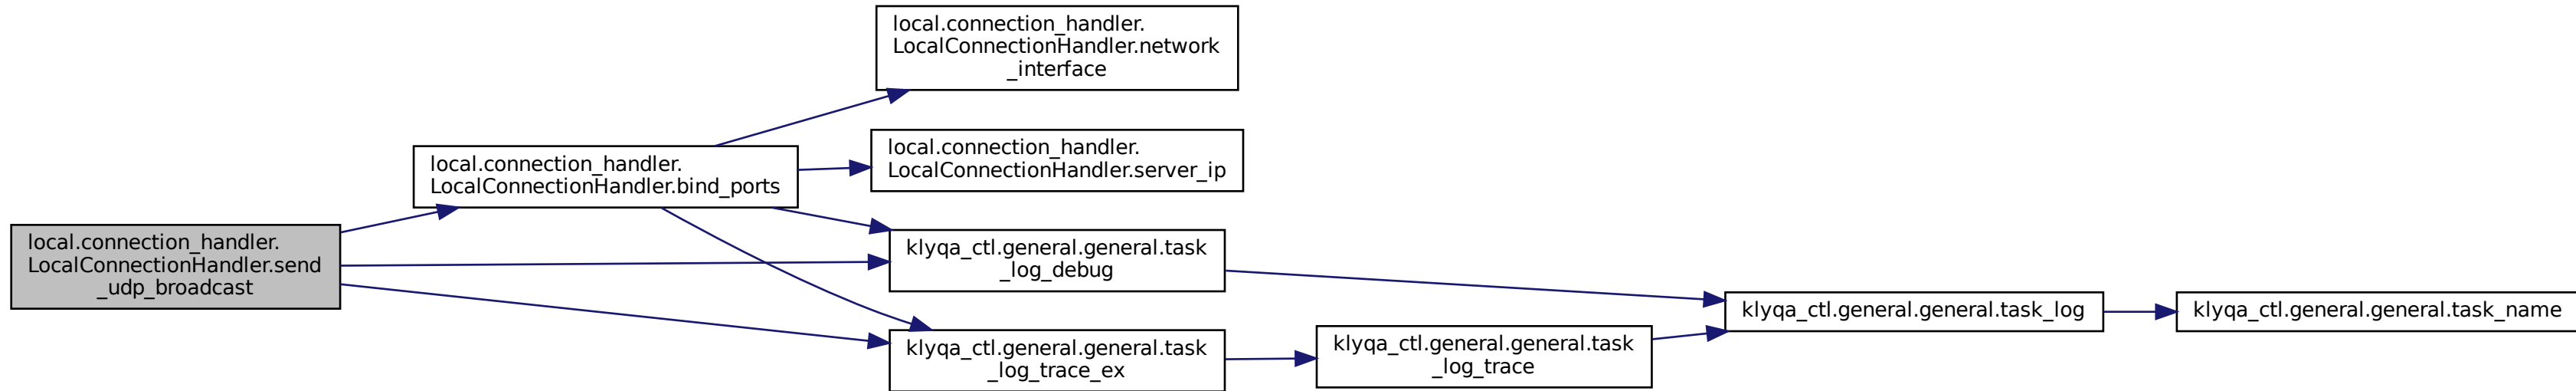 local.connection_handler.
LocalConnectionHandler.send
_udp_broadcast
local.connection_handler.
LocalConnectionHandler.bind_ports
local.connection_handler.
LocalConnectionHandler.network
_interface
local.connection_handler.
LocalConnectionHandler.server_ip
klyqa_ctl.general.general.task
_log_debug
klyqa_ctl.general.general.task
_log_trace_ex
klyqa_ctl.general.general.task
_log_trace
klyqa_ctl.general.general.task_log
klyqa_ctl.general.general.task_name